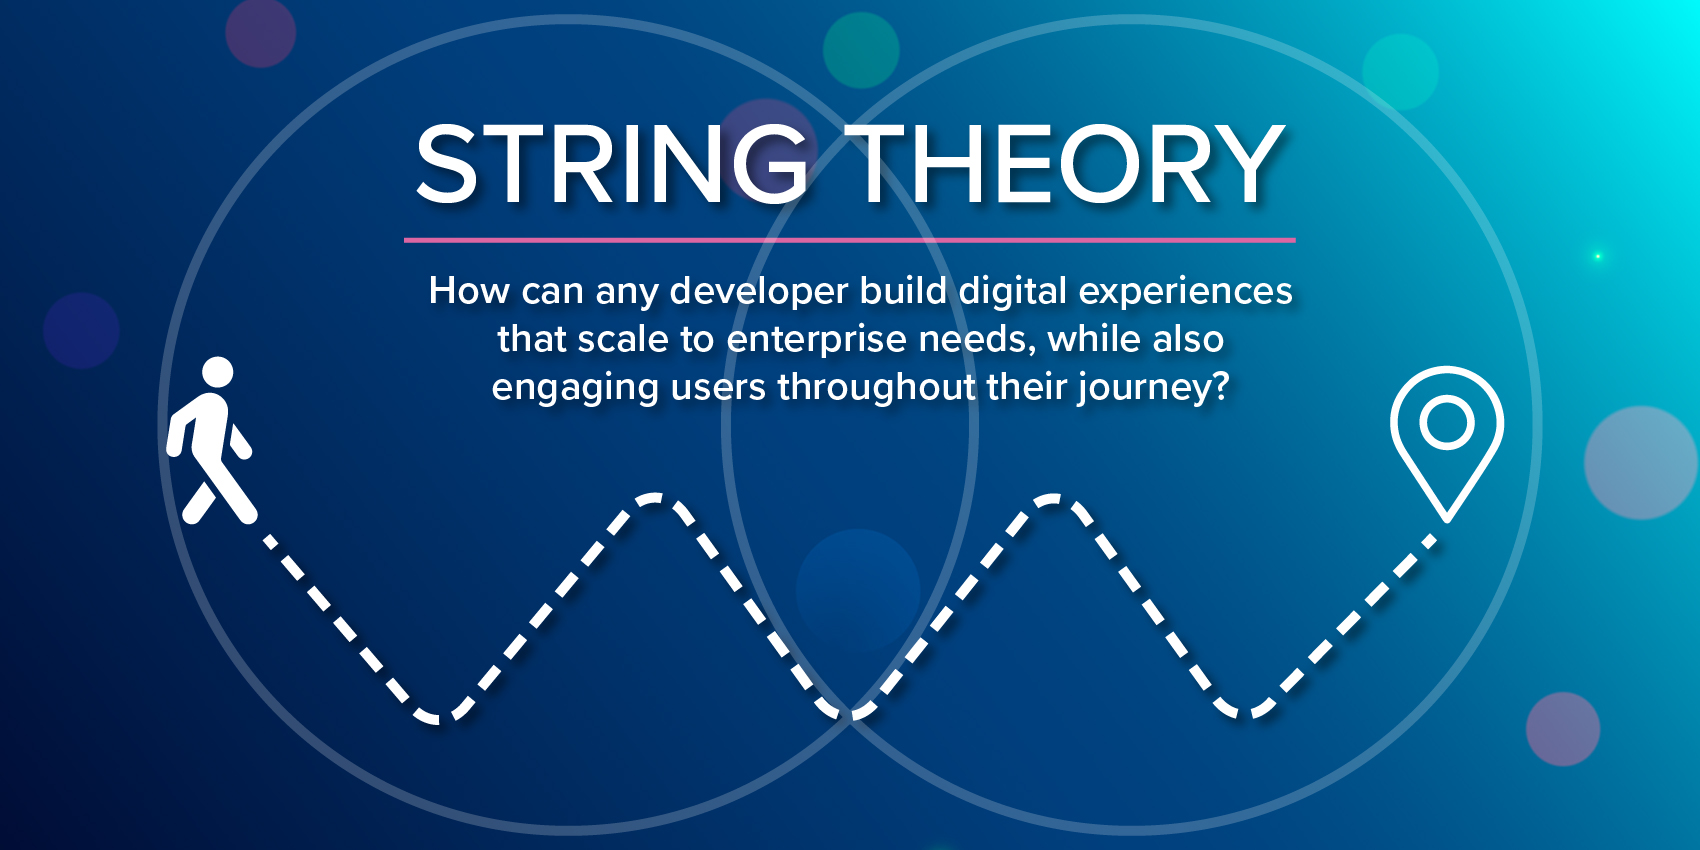 STRING THEORY
How can any developer build digital experiences
that scale to enterprise needs, while also
engaging users throughout their journey?